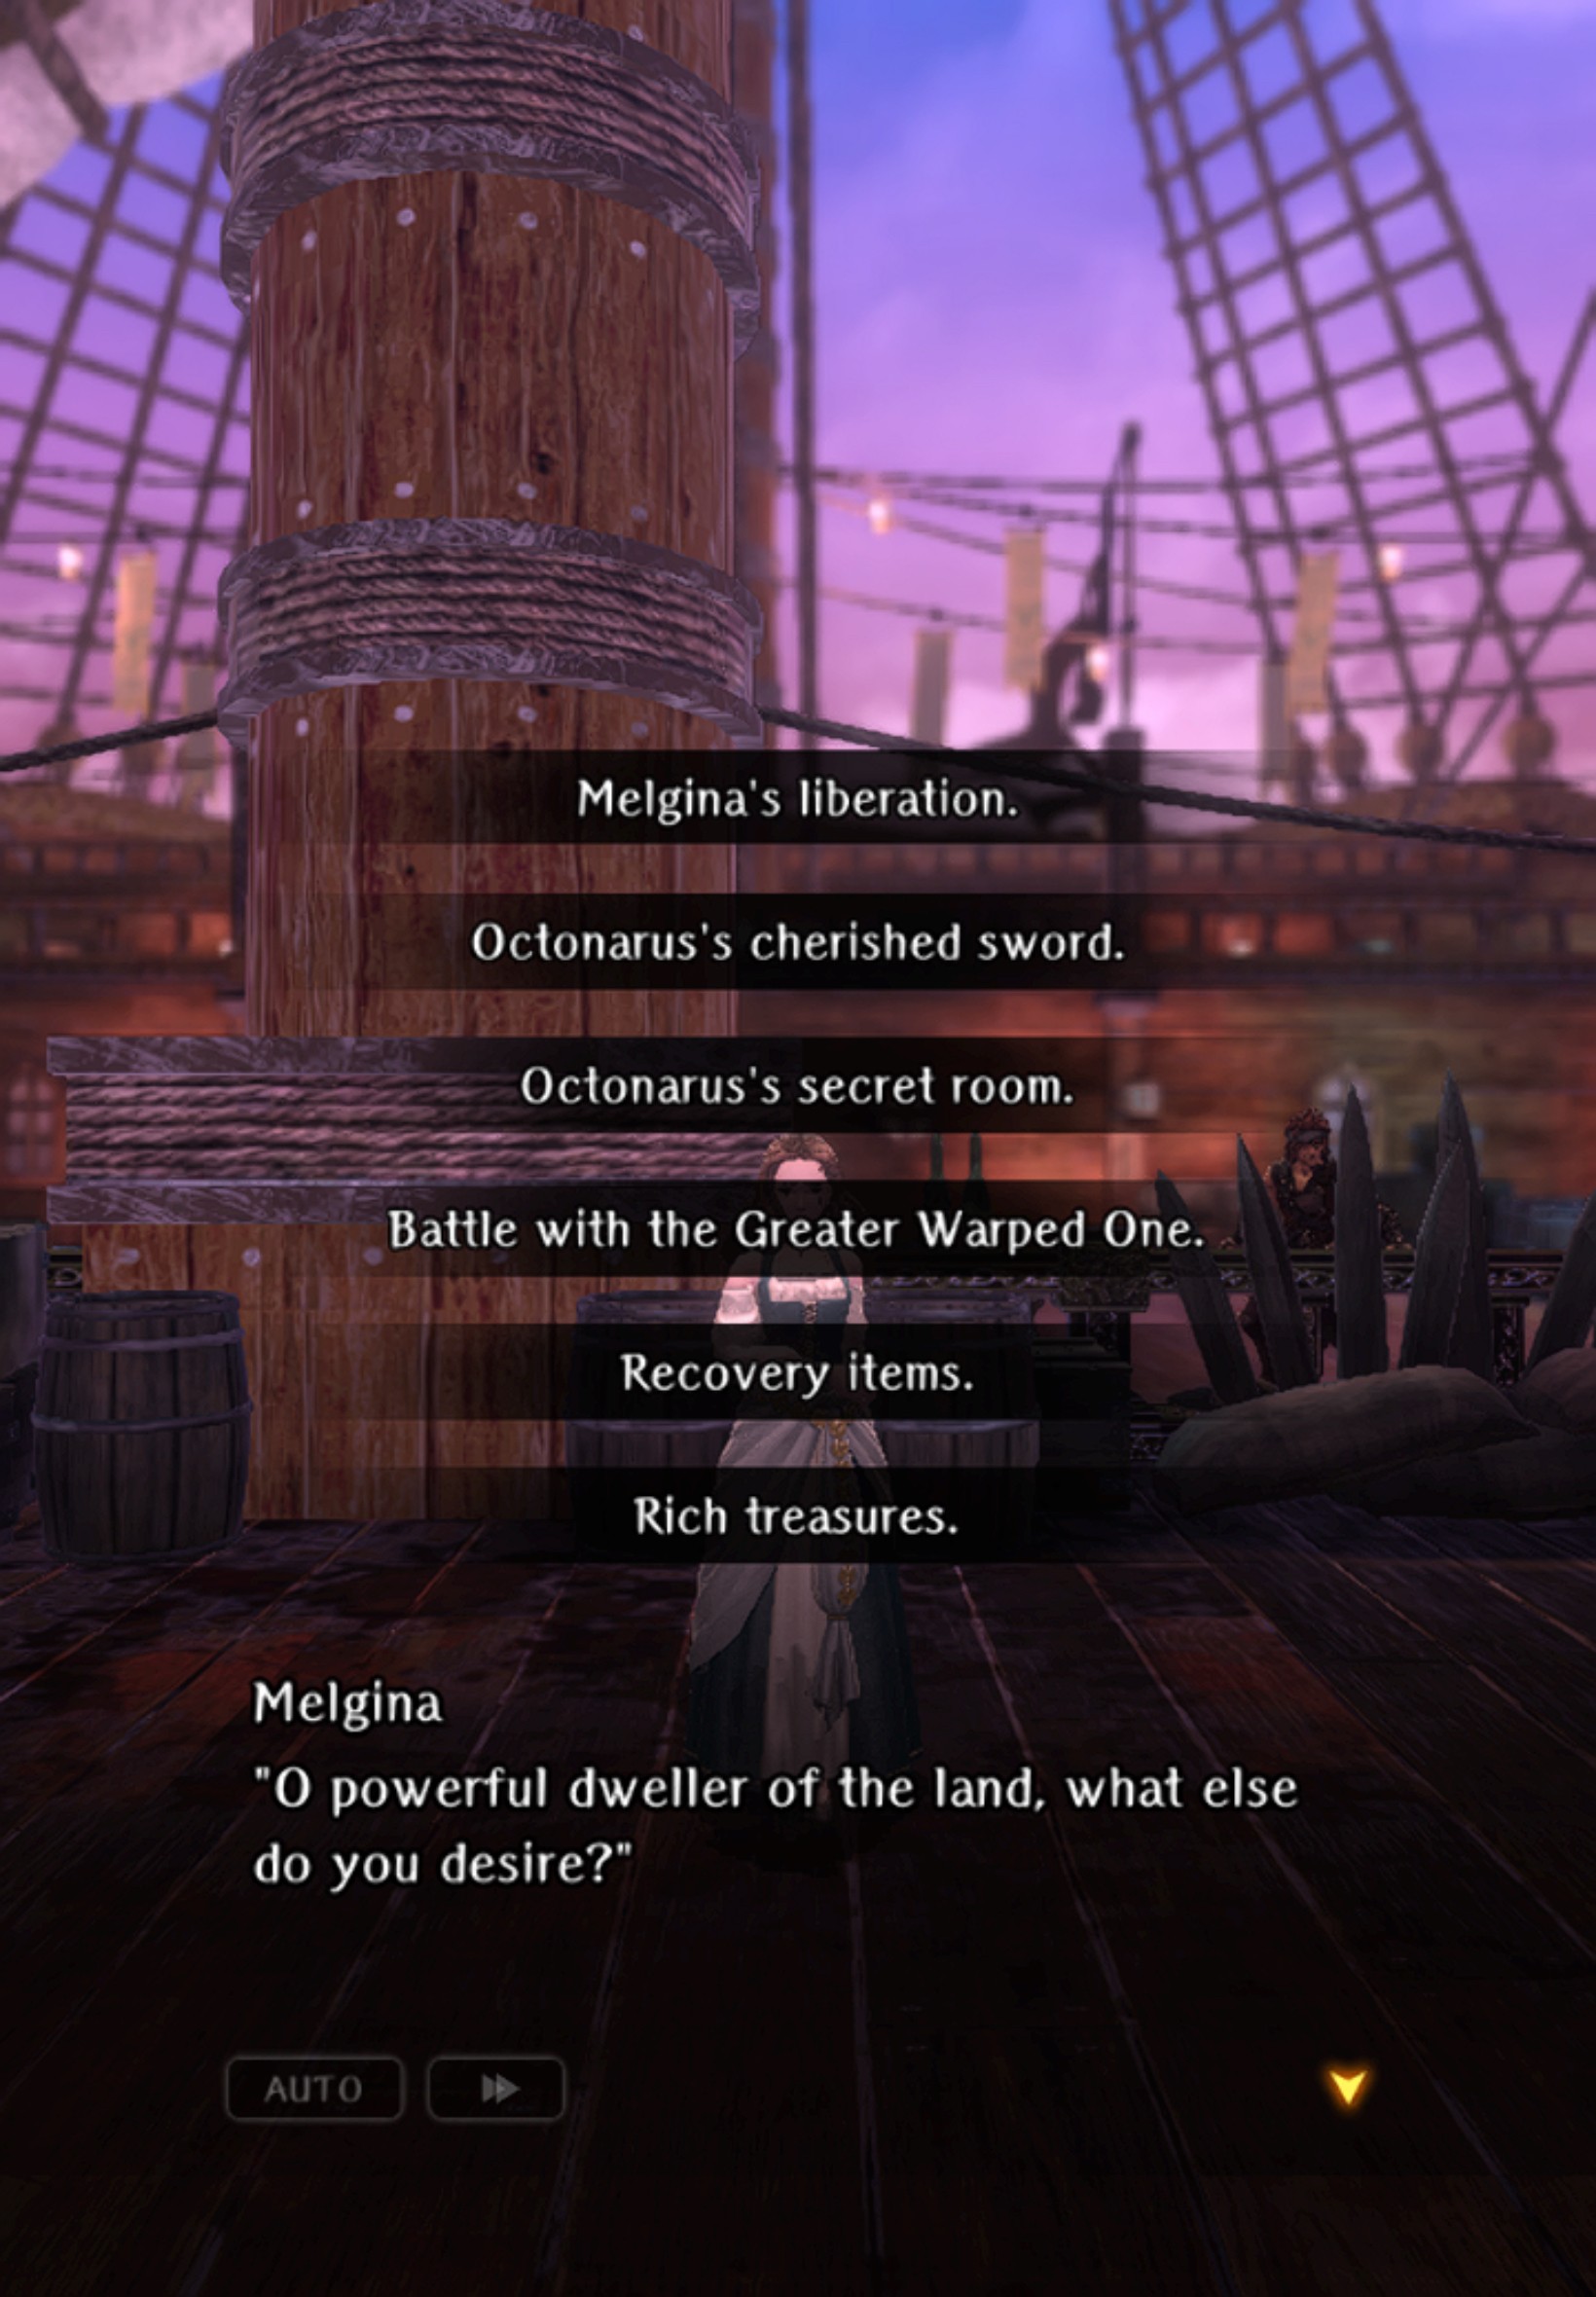 Melgina's liberation.
Octonarus's cherished sword.
Octonarus's secret room.
Battle with the Greater Warped One.
Recovery items.
Rich treasures.
Melgina
"O powerful dweller of the land, what else
do you desire?"
AUTO